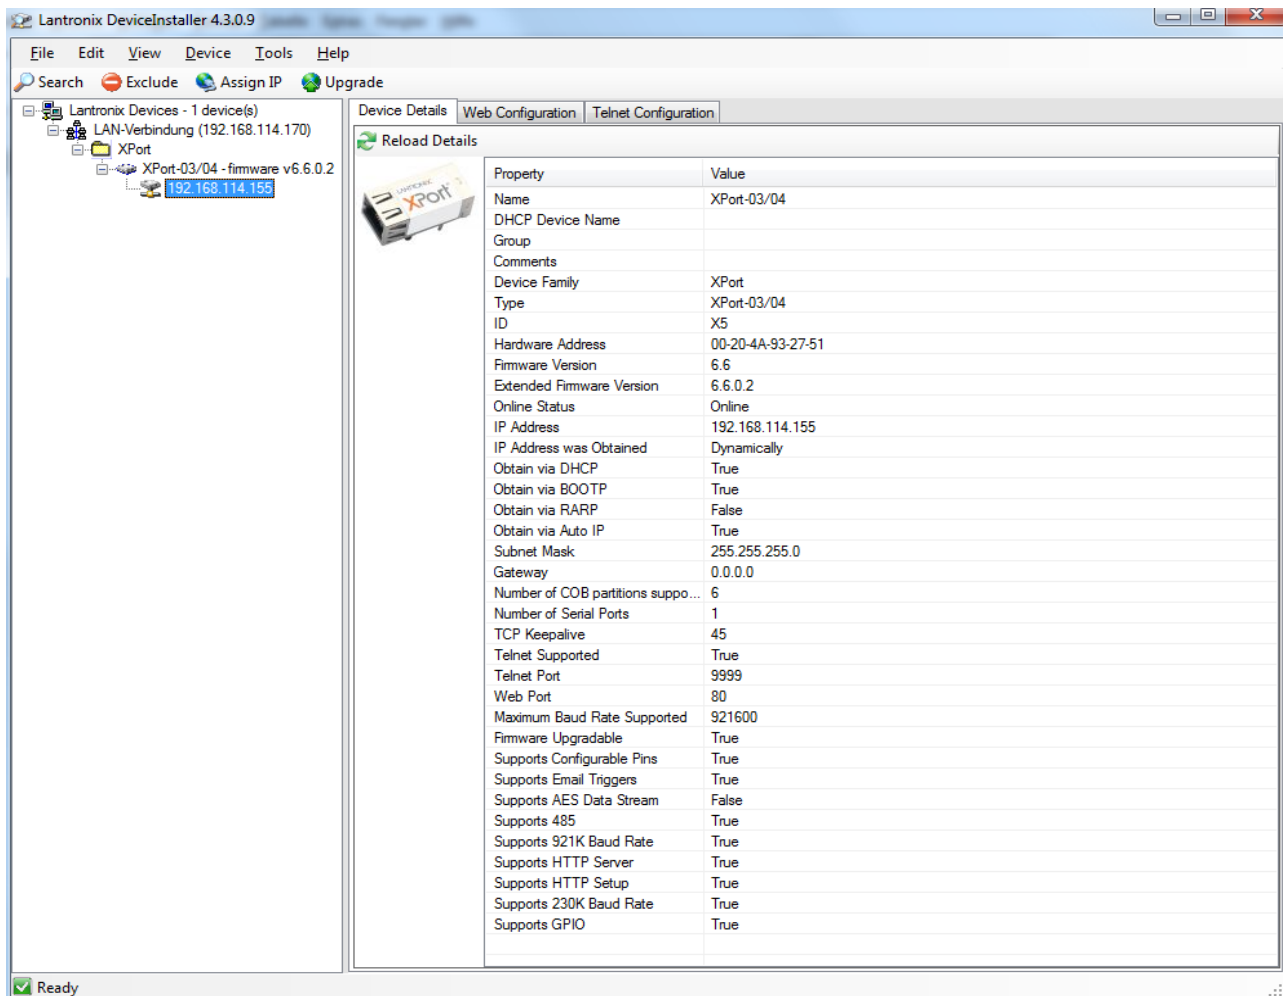 Lantronix DeviceInstaller 4.3.0.9
File Edit View Device Tools Help
Search Exclude Assign IP Upgrade
Lantronix Devices - 1 device(s)
LAN-Verbindung (192.168.114.170)
XPort
XPort-03/04 - firmware v6.6.0.2
192.168.114.155
Device Details Web Configuration Telnet Configuration
Reload Details
LANTRONIX
XPort
Property Value
Name XPort-03/04
DHCP Device Name
Group
Comments
Device Family XPort
Type XPort-03/04
ID X5
Hardware Address 00-20-4A-93-27-51
Firmware Version 6.6
Extended Firmware Version 6.6.0.2
Online Status Online
IP Address 192.168.114.155
IP Address was Obtained Dynamically
Obtain via DHCP True
Obtain via BOOTP True
Obtain via RARP False
Obtain via Auto IP True
Subnet Mask 255.255.255.0
Gateway 0.0.0.0
Number of COB partitions suppo... 6
Number of Serial Ports 1
TCP Keepalive 45
Telnet Supported True
Telnet Port 9999
Web Port 80
Maximum Baud Rate Supported 921600
Firmware Upgradable True
Supports Configurable Pins True
Supports Email Triggers True
Supports AES Data Stream False
Supports 485 True
Supports 921K Baud Rate True
Supports HTTP Server True
Supports HTTP Setup True
Supports 230K Baud Rate True
Supports GPIO True
Ready